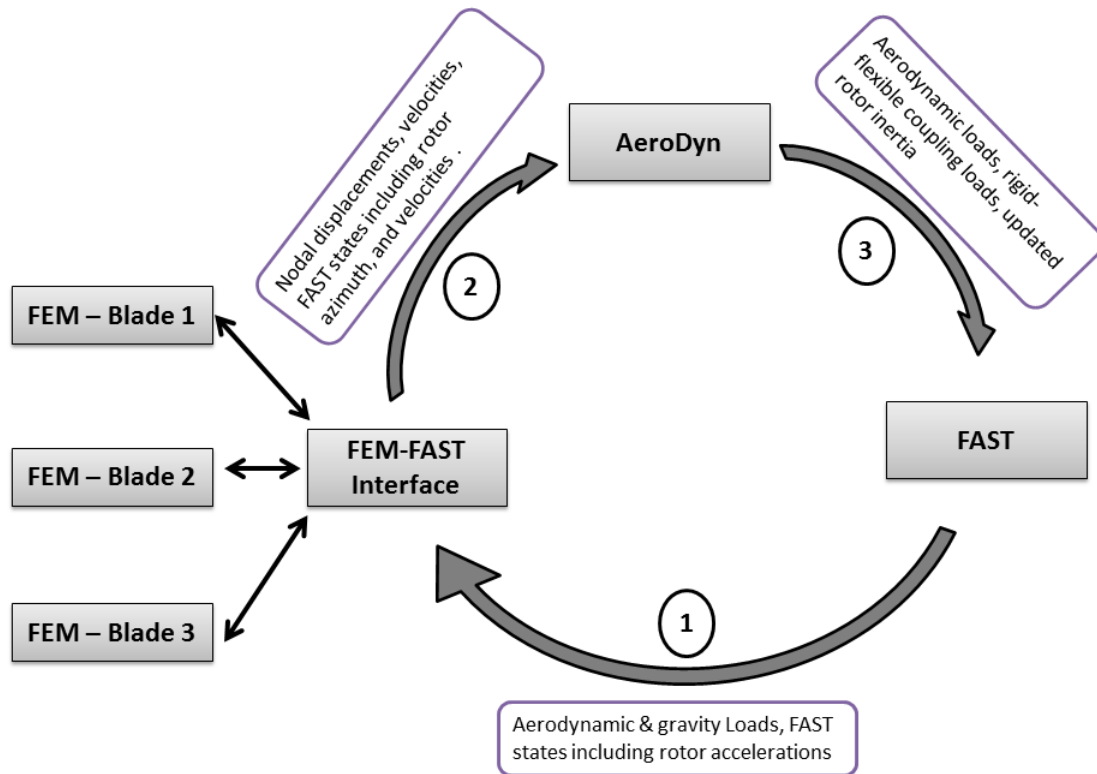 Nodal displacements, velocities,
FAST states including rotor
azimuth, and velocities .
AeroDyn
Aerodynamic loads, rigid-
flexible coupling loads, updated
rotor inertia
2
3
FEM – Blade 1
FEM – Blade 2
FEM – Blade 3
FEM-FAST
Interface
FAST
1
Aerodynamic & gravity Loads, FAST
states including rotor accelerations